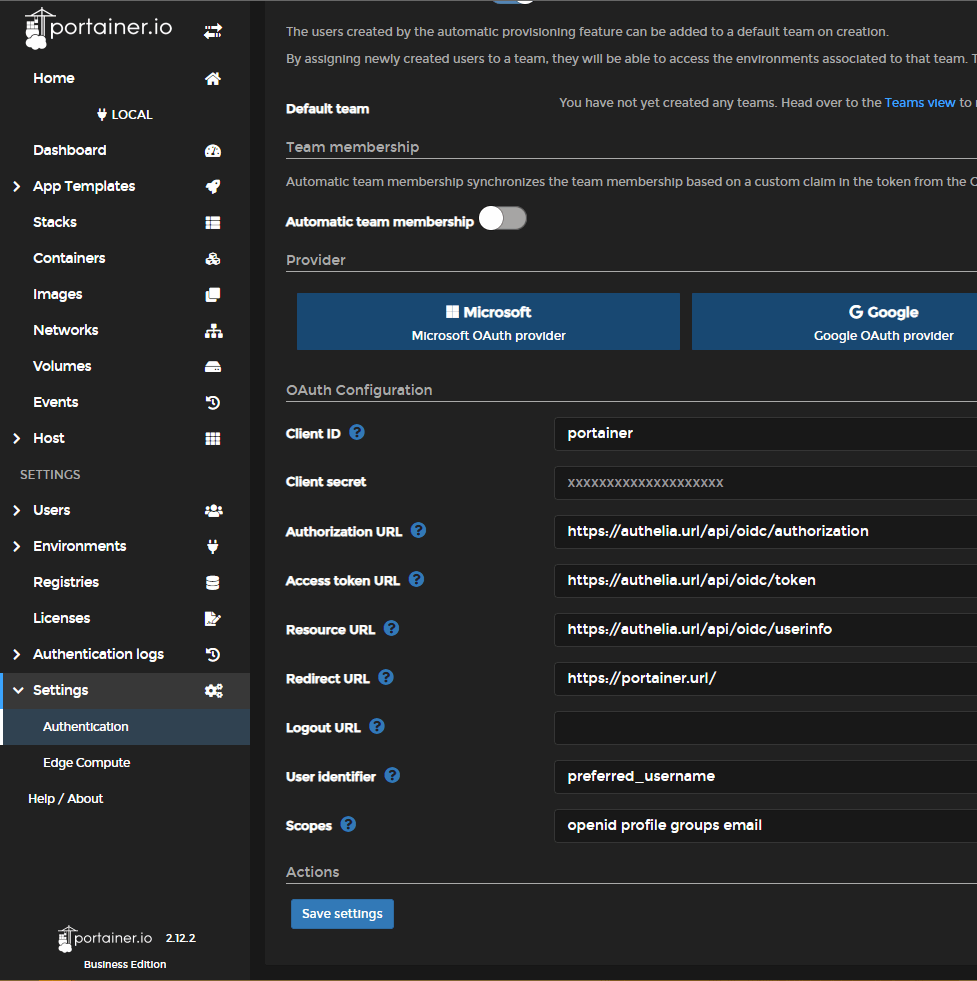 portainer.io
Home
LOCAL
Dashboard
App Templates
Stacks
Containers
Images
Networks
Volumes
Events
Host
SETTINGS
Users
Environments
Registries
Licenses
Authentication logs
Settings
Authentication
Edge Compute
Help / About
portainer.io 2.12.2
Business Edition
The users created by the automatic provisioning feature can be added to a default team on creation.
By assigning newly created users to a team, they will be able to access the environments associated to that team. T
Default team
You have not yet created any teams. Head over to the Teams view to
Team membership
Automatic team membership synchronizes the team membership based on a custom claim in the token from the
Automatic team membership
Provider
Microsoft
Microsoft OAuth provider
Google
Google OAuth provider
OAuth Configuration
Client ID
portainer
Client secret
xxxxxxxxxxxxxxxxxxxx
Authorization URL
https://authelia.url/api/oidc/authorization
Access token URL
https://authelia.url/api/oidc/token
Resource URL
https://authelia.url/api/oidc/userinfo
Redirect URL
https://portainer.url/
Logout URL
User identifier
preferred_username
Scopes
openid profile groups email
Actions
Save settings